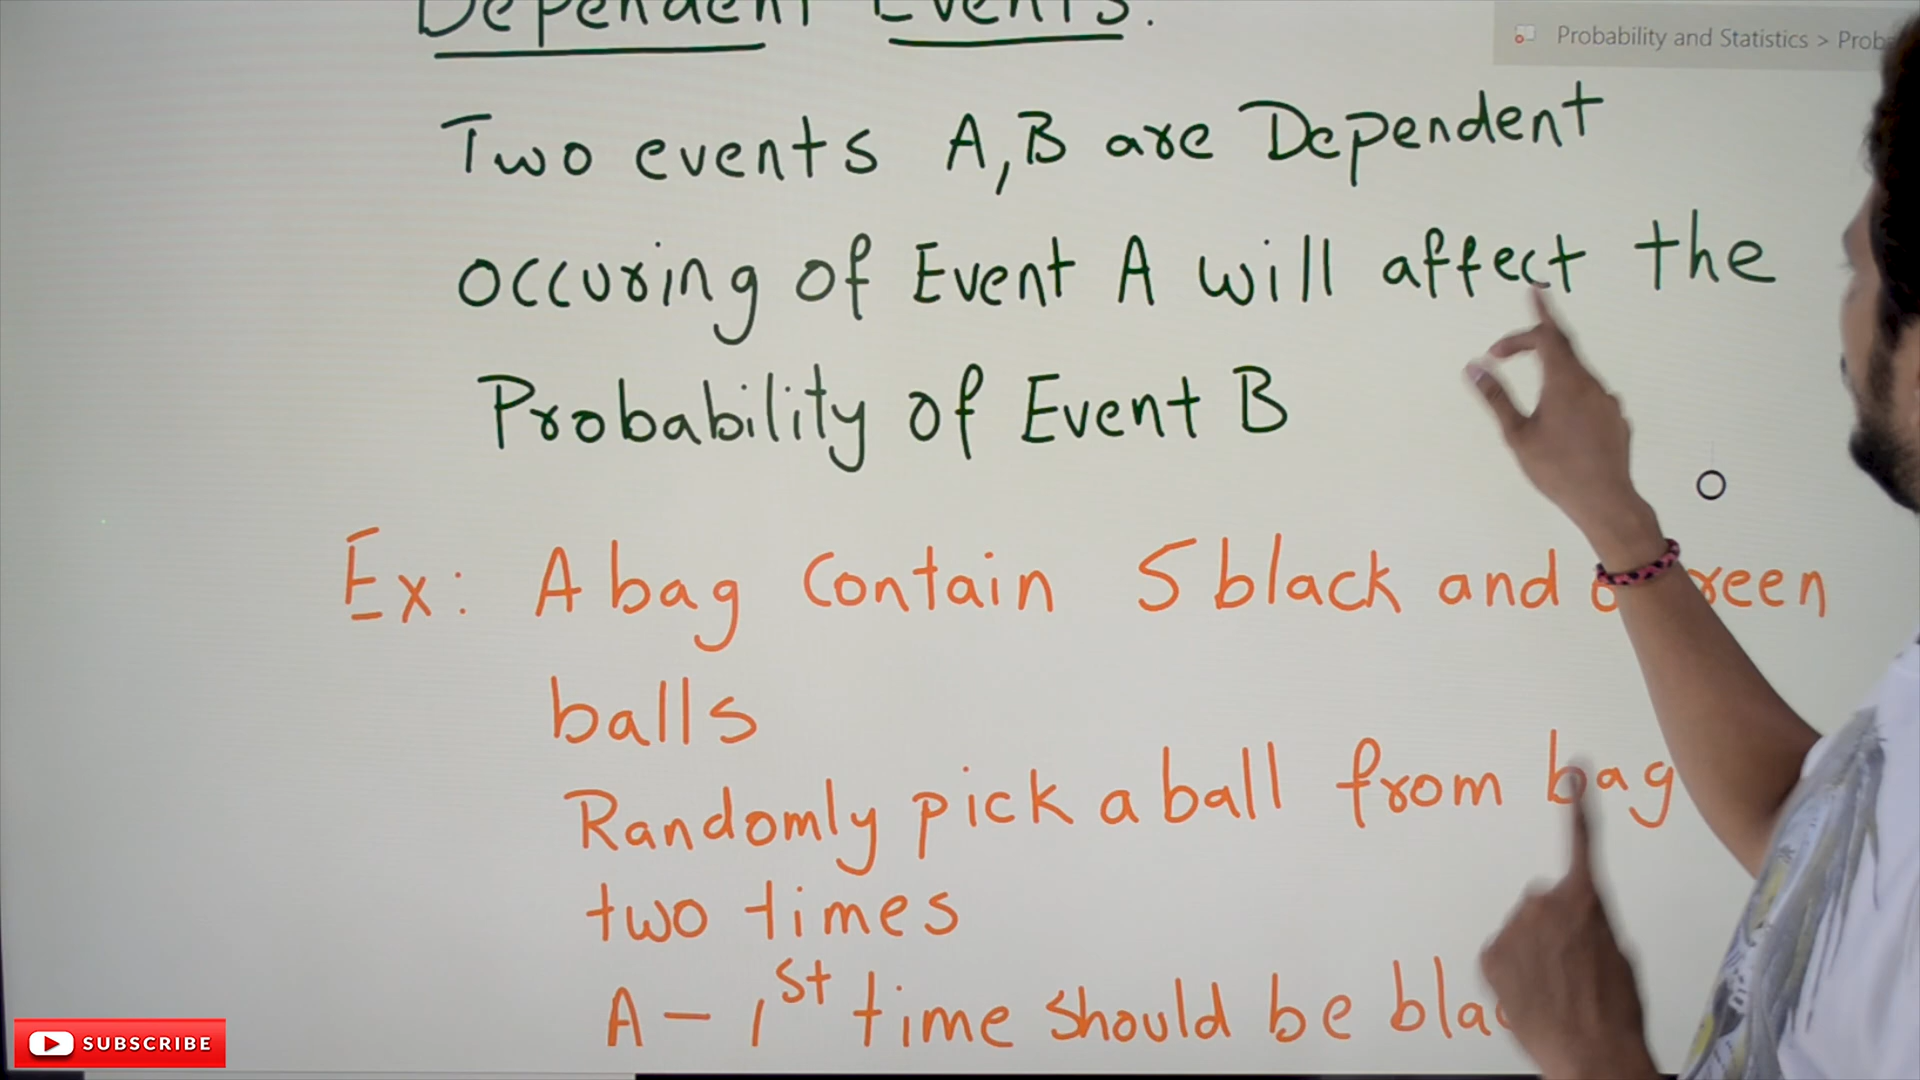 Dependent Events.
Probability and Statistics >
Two events A, B are Dependent
occuring of Event A will affect the
Probability of Event B
Ex: A bag contain 5 black and
balls
Randomly pick a ball from bag
two times
A - 1st time should be
SUBSCRIBE